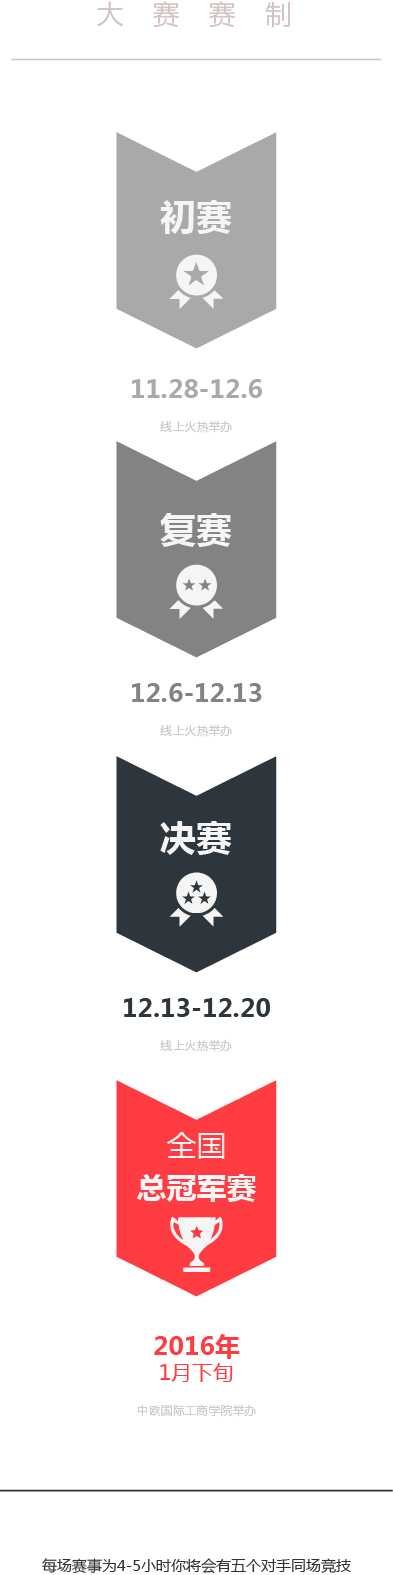 大 赛 赛 制
初赛
11.28-12.6
线上火热举办
复赛
12.6-12.13
线上火热举办
决赛
12.13-12.20
线上火热举办
全国
总冠军赛
2016年
1月下旬
中欧国际工商学院举办
每场赛事为4-5小时你将会有五个对手同场竞技